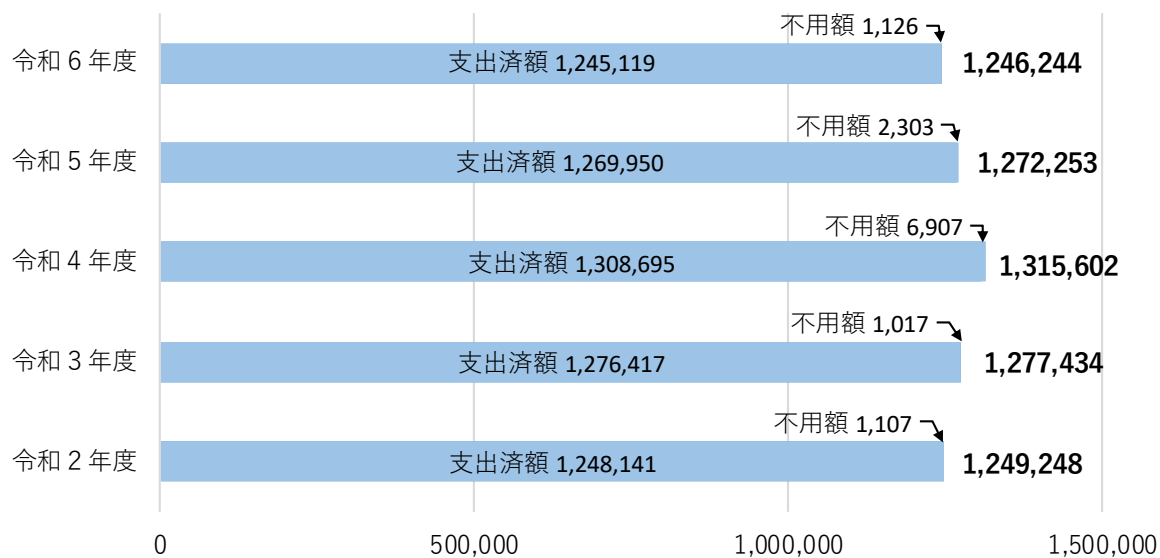 不用額 1,126
令和 6 年度 支出済額 1,245,119 1,246,244
不用額 2,303
令和 5 年度 支出済額 1,269,950 1,272,253
不用額 6,907
令和 4 年度 支出済額 1,308,695 1,315,602
不用額 1,017
令和 3 年度 支出済額 1,276,417 1,277,434
不用額 1,107
令和 2 年度 支出済額 1,248,141 1,249,248
0 500,000 1,000,000 1,500,000